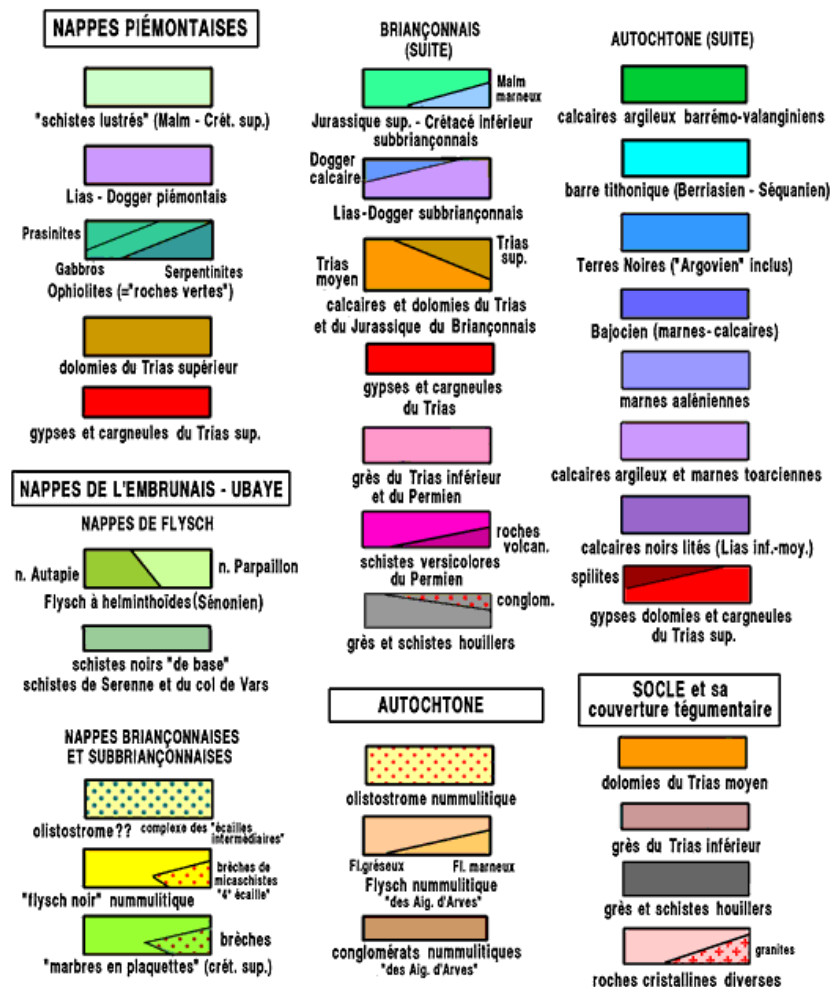 NAPPES PIÉMONTAISES
"schistes lustrés" (Malm - Crét. sup.)
Lias - Dogger piémontais
Prasinites
Gabbros
Serpentinites
Ophiolites (="roches vertes")
dolomies du Trias supérieur
gypses et cargneules du Trias sup.
NAPPES DE L'EMBRUNAIS - UBAYE
NAPPES DE FLYSCH
n. Autapie
n. Parpaillon
Flysch à helminthoïdes (Sénonien)
schistes noirs "de base"
schistes de Serenne et du col de Vars
NAPPES BRIANÇONNAISES
ET SUBBRIANÇONNAISES
olistostrome ??
complexe des "écailles
intermédiaires"
brèches de
micaschistes
"4° écaille"
"flysch noir" nummulitique
brèches
"marbres en plaquettes" (crét. sup.)
BRIANÇONNAIS
(SUITE)
Malm
marneux
Jurassique sup. - Crétacé inférieur
subbriançonnais
Dogger
calcaire
Lias-Dogger subbriançonnais
Trias
sup.
Trias
moyen
calcaires et dolomies du Trias
et du Jurassique du Briançonnais
gypses et cargneules
du Trias
grès du Trias inférieur
et du Permien
roches
volcan.
schistes versicolores
du Permien
conglom.
grès et schistes houillers
AUTOCHTONE
olistostrome nummulitique
Fl.gréseux
Fl. marneux
Flysch nummulitique
"des Aig. d'Arves"
conglomérats nummulitiques
"des Aig. d'Arves"
AUTOCHTONE (SUITE)
calcaires argileux barrémo-valanginiens
barre tithonique (Berriasien - Séquanien)
Terres Noires ("Argovien" inclus)
Bajocien (marnes-calcaires)
marnes aaléniennes
calcaires argileux et marnes toarciennes
calcaires noirs lités (Lias inf.-moy.)
spilites
gypses dolomies et cargneules
du Trias sup.
SOCLE et sa
couverture tégumentaire
dolomies du Trias moyen
grès du Trias inférieur
grès et schistes houillers
granites
roches cristallines diverses